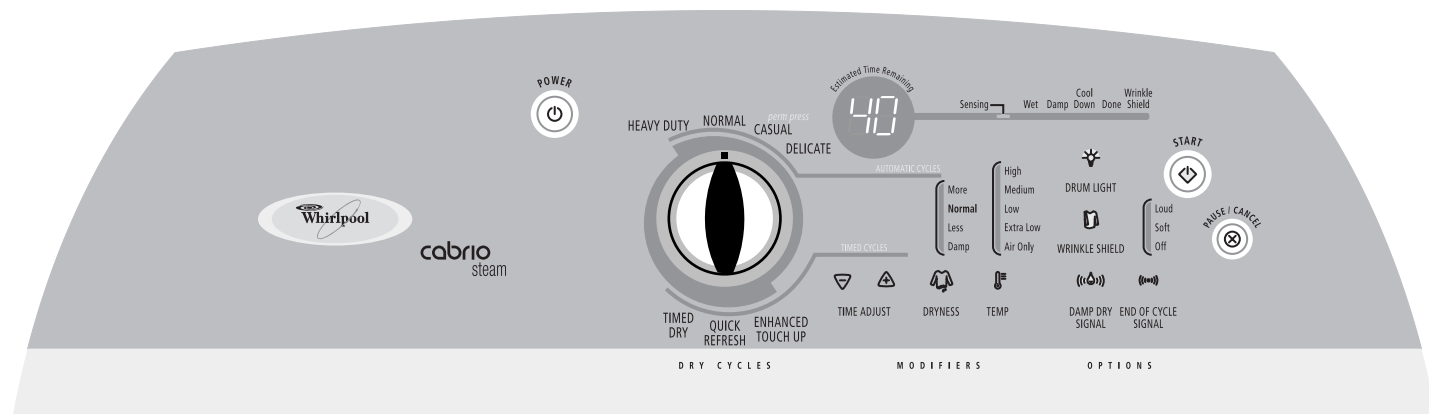 POWER
HEAVY DUTY
NORMAL
perm press
CASUAL
DELICATE
Estimated Time Remaining
40
Sensing
Wet
Damp
Cool
Down
Done
Wrinkle
Shield
START
PAUSE / CANCEL
Whirlpool
cabrio
steam
AUTOMATIC CYCLES
TIMED CYCLES
More
Normal
Less
Damp
High
Medium
Low
Extra Low
Air Only
DRUM LIGHT
WRINKLE SHIELD
Loud
Soft
Off
TIMED
DRY
QUICK
REFRESH
ENHANCED
TOUCH UP
TIME ADJUST
DRYNESS
TEMP
DAMP DRY
SIGNAL
END OF CYCLE
SIGNAL
DRY CYCLES
MODIFIERS
OPTIONS